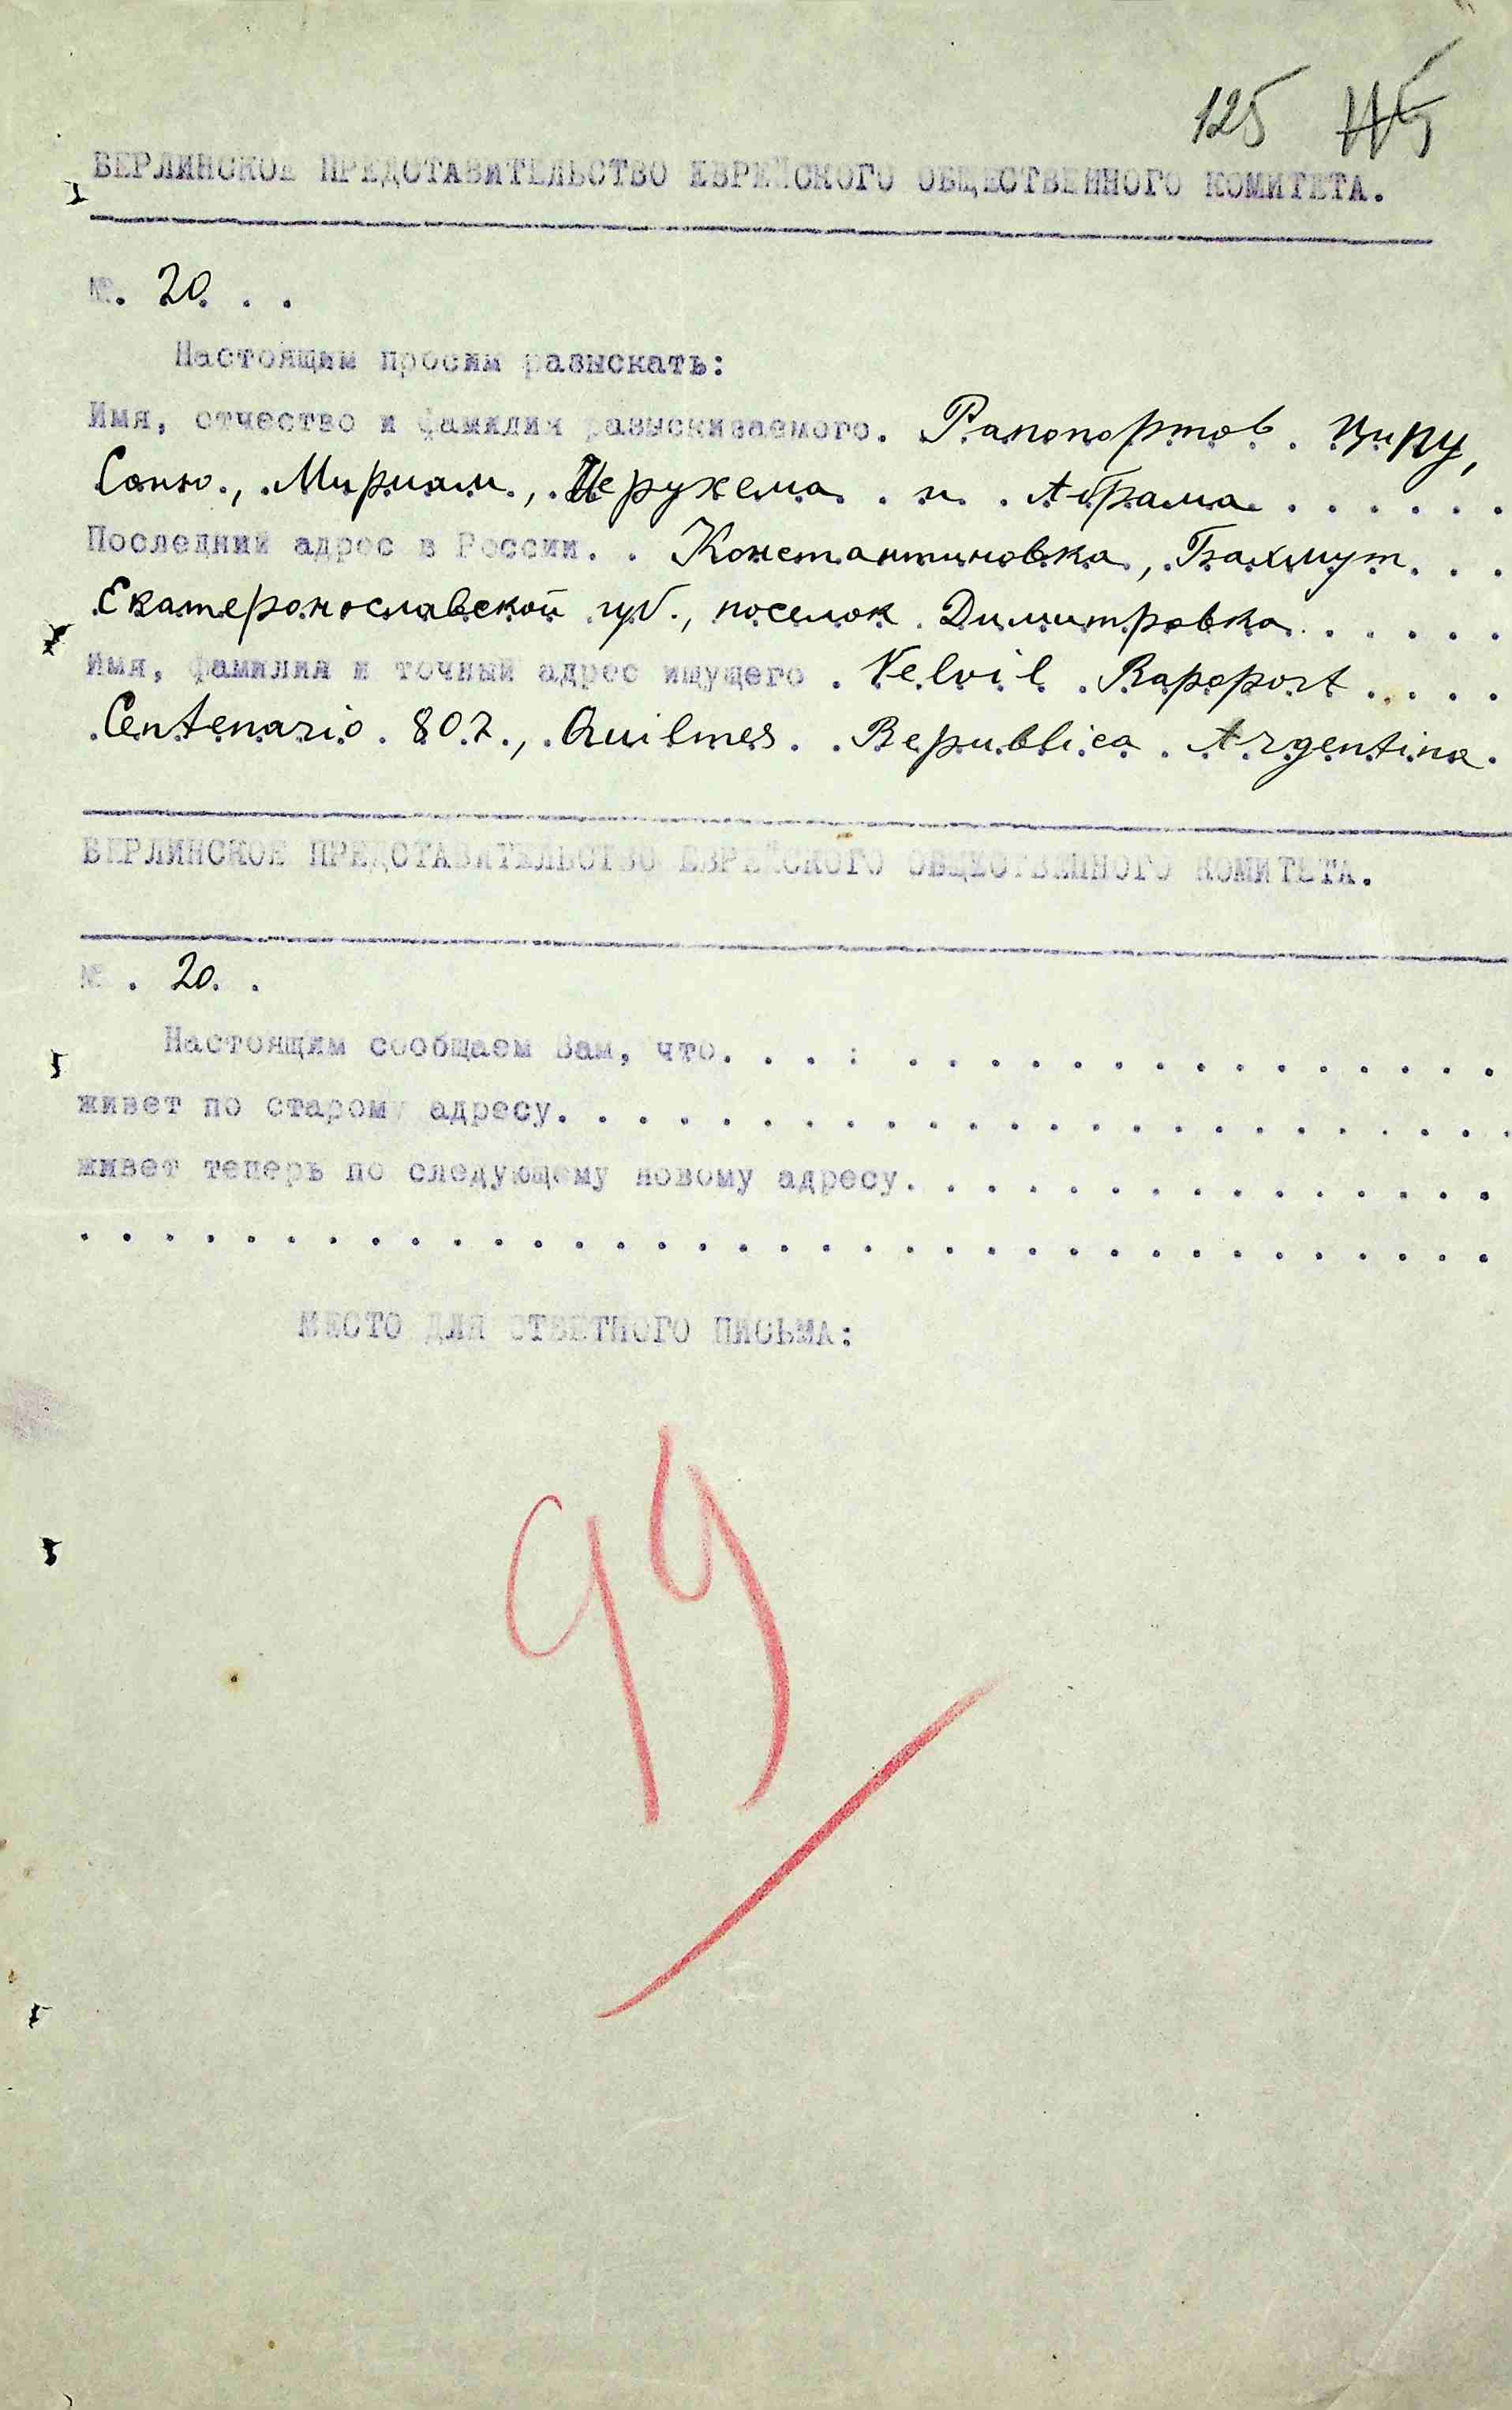 125 115
БЕРЛИНСКОЕ ПРЕДСТАВИТЕЛЬСТВО ЕВРЕЙСКОГО ОБЩЕСТВЕННОГО КОМИТЕТА.
№. 20. . .
Настоящим просим разыскать:
Имя, отчество и фамилия разыскиваемого. Рапопортов. Ципу,
Соню., Мириам., Иерухема. и. Абрама. . . . . .
Последний адрес в России. . Константиновка, Бахмут. . .
Екатеринославской губ., поселок. Димитровка. . . . . .
Имя, фамилия и точный адрес ищущего . Velvil . Rapoport. . . .
Centenario. 802., Quilmes. . Republica. Argentina.
БЕРЛИНСКОЕ ПРЕДСТАВИТЕЛЬСТВО ЕВРЕЙСКОГО ОБЩЕСТВЕННОГО КОМИТЕТА.
№ . 20. .
Настоящим сообщаем Вам, что. . . : . . . . . . . . . . . . . . .
живет по старому адресу. . . . . . . . . . . . . . . . . . . . . . . .
живет теперь по следующему новому адресу. . . . . . . . . . . . . . .
. . . . . . . . . . . . . . . . . . . . . . . . . . . . . . . . . . .
МЕСТО ДЛЯ ОТВЕТНОГО ПИСЬМА:
99